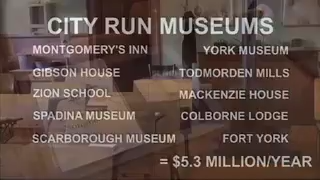 CITY RUN MUSEUMS
MONTGOMERY'S INN
YORK MUSEUM
GIBSON HOUSE
TODMORDEN MILLS
ZION SCHOOL
MACKENZIE HOUSE
SPADINA MUSEUM
COLBORNE LODGE
SCARBOROUGH MUSEUM
FORT YORK
= $5.3 MILLION/YEAR